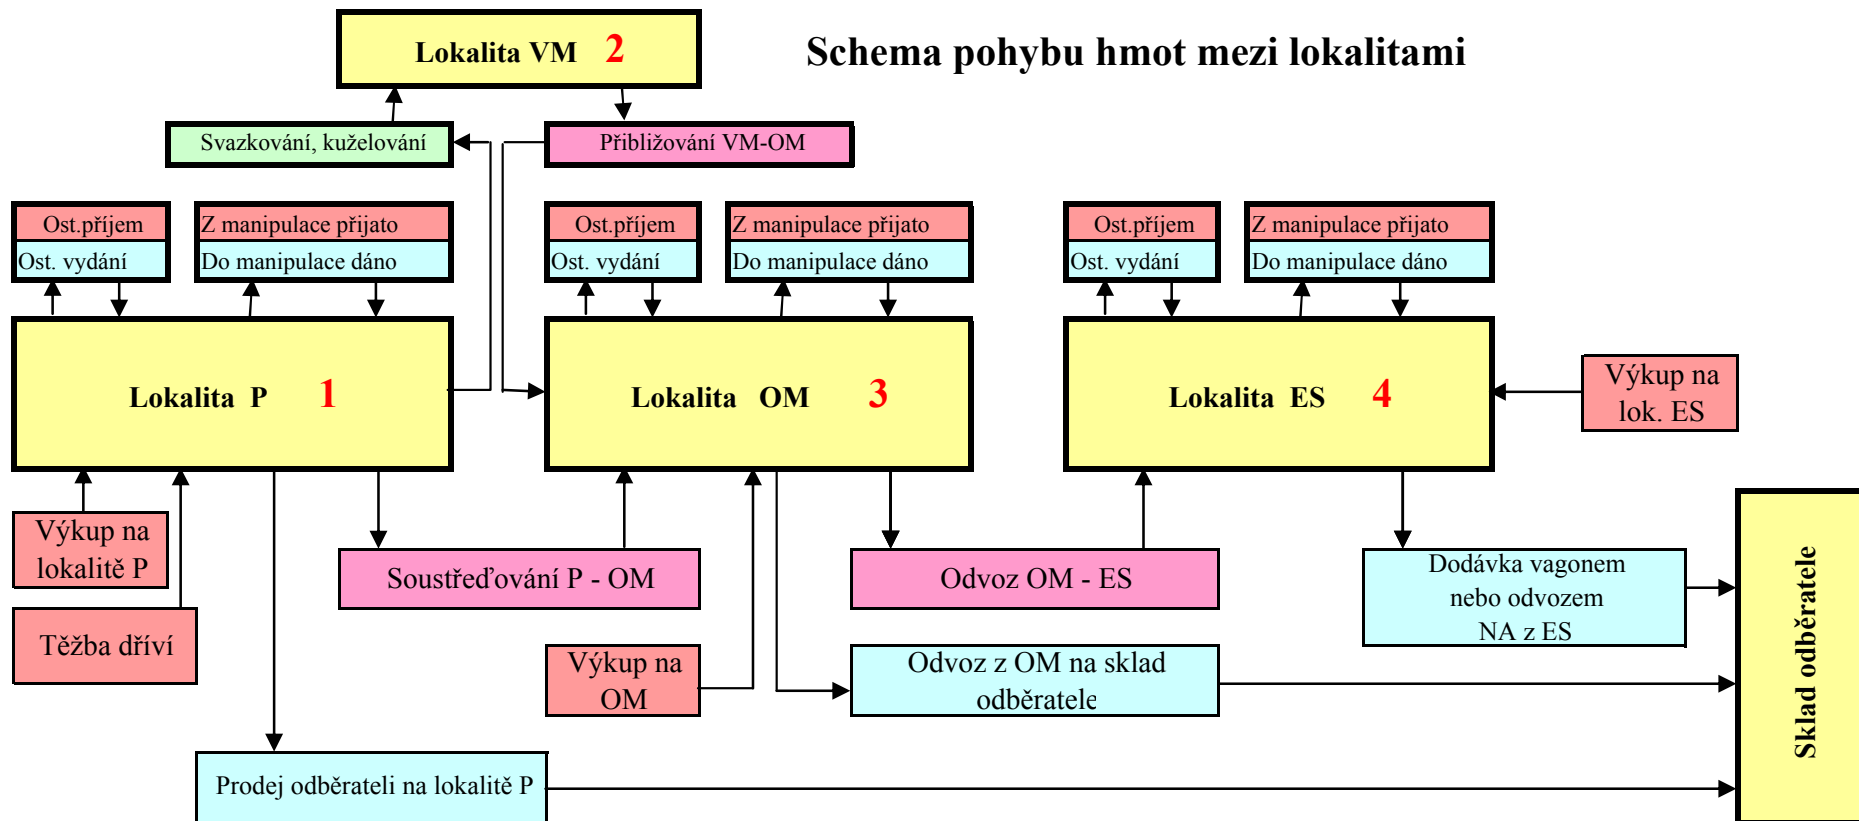 Lokalita VM 2
Schema pohybu hmot mezi lokalitami
Svazkování, kuželování
Přibližování VM-OM
Ost.příjem
Ost. vydání
Z manipulace přijato
Do manipulace dáno
Ost.příjem
Ost. vydání
Z manipulace přijato
Do manipulace dáno
Ost.příjem
Ost. vydání
Z manipulace přijato
Do manipulace dáno
Lokalita P 1
Lokalita OM 3
Lokalita ES 4
Výkup na
lok. ES
Výkup na
lokalitě P
Soustřeďování P - OM
Odvoz OM - ES
Dodávka vagonem
nebo odvozem
NA z ES
Těžba dříví
Výkup na
OM
Odvoz z OM na sklad
odběratele
Sklad odběratele
Prodej odběrateli na lokalitě P